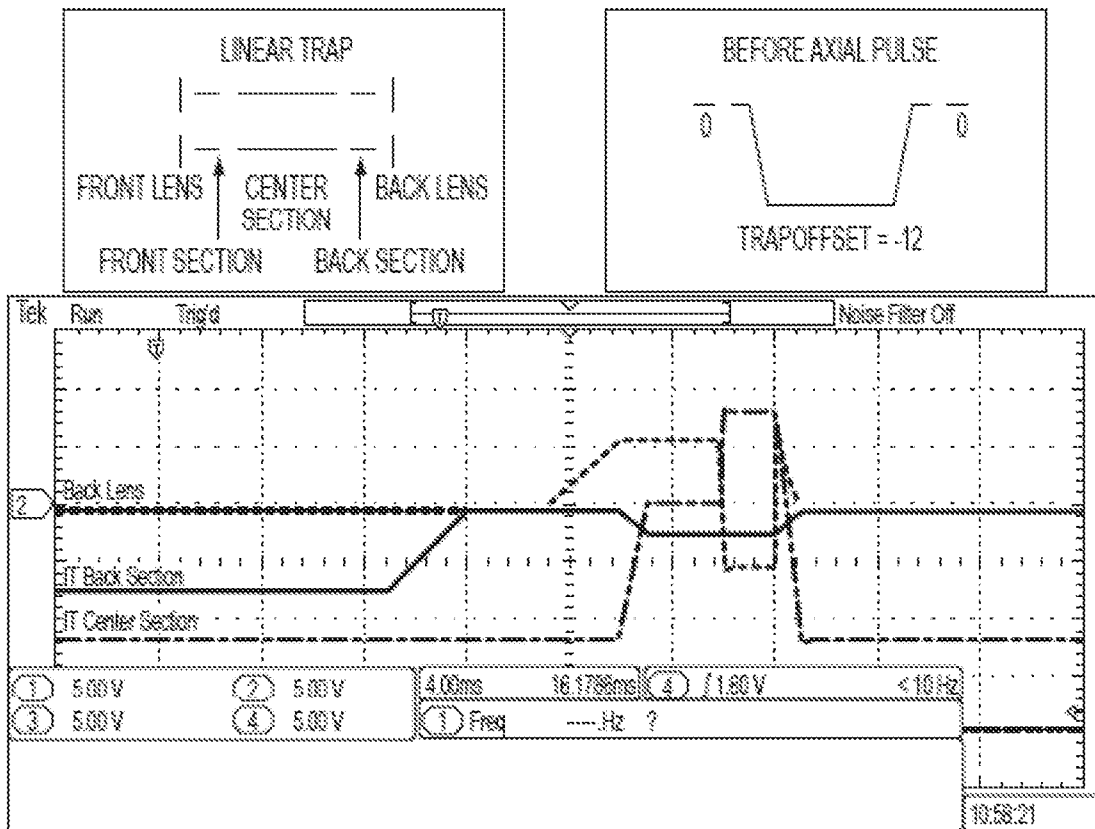 LINEAR TRAP
FRONT LENS
CENTER
SECTION
BACK LENS
FRONT SECTION
BACK SECTION
BEFORE AXIAL PULSE
0
0
TRAPOFFSET = -12
Tek Run Trig'd Noise Filter Off
2
Back Lens
IT Back Section
IT Center Section
1 5.00 V 2 5.00 V 4.00ms 16.1786ms 4 1.60 V <10 Hz
3 5.00 V 4 5.00 V 1 Freq ----.Hz ?
10:56:21